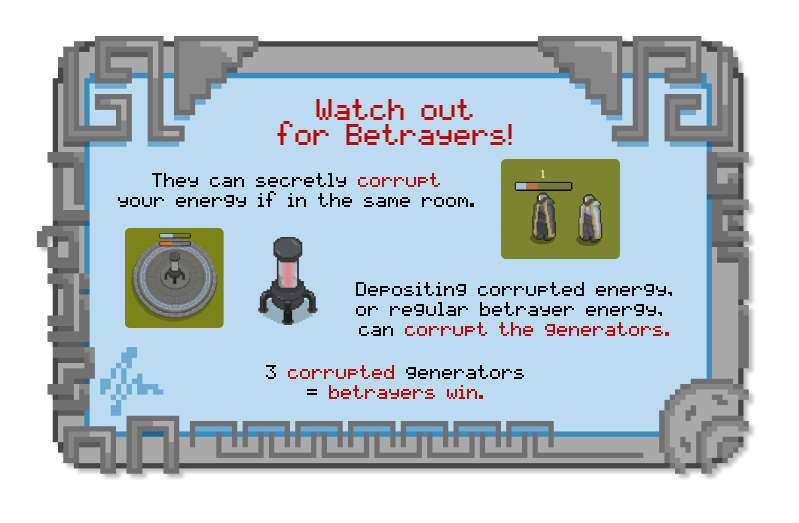 Watch out
for Betrayers!
They can secretly corrupt
your energy if in the same room.
1
Depositing corrupted energy,
or regular betrayer energy,
can corrupt the generators.
3 corrupted generators
= betrayers win.